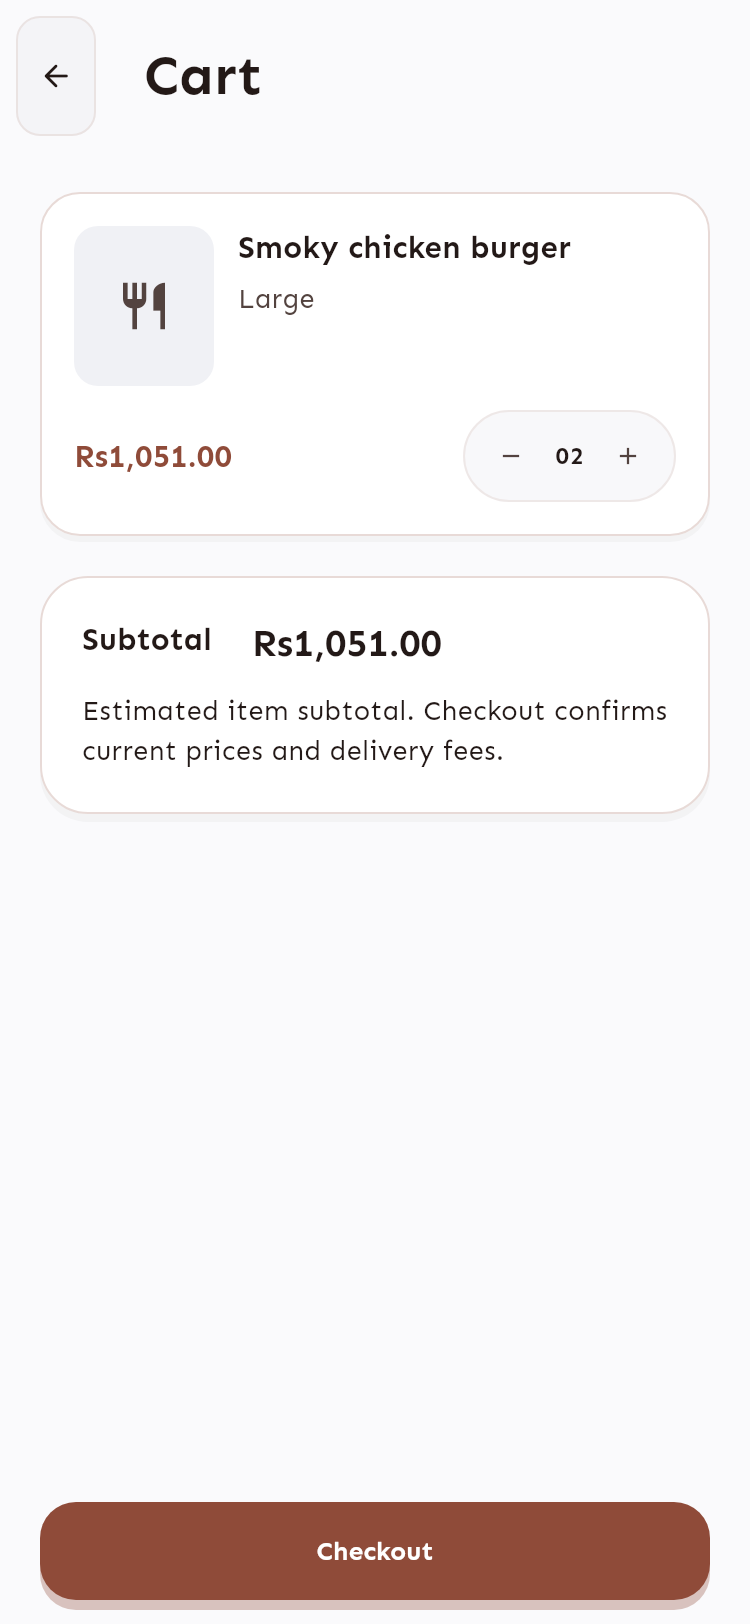 Cart
Smoky chicken burger
Large
Rs1,051.00
02
Subtotal Rs1,051.00
Estimated item subtotal. Checkout confirms
current prices and delivery fees.
Checkout